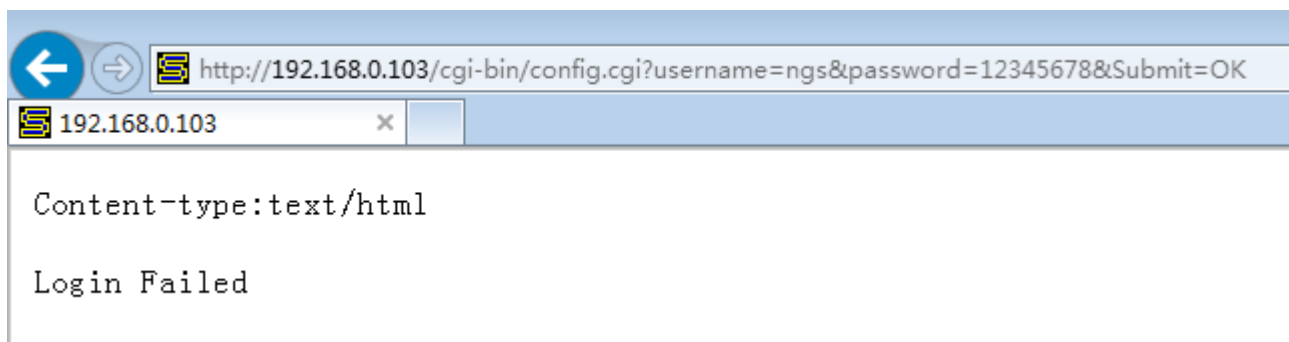 http://192.168.0.103/cgi-bin/config.cgi?username=ngs&password=12345678&Submit=OK
192.168.0.103
Content-type:text/html
Login Failed